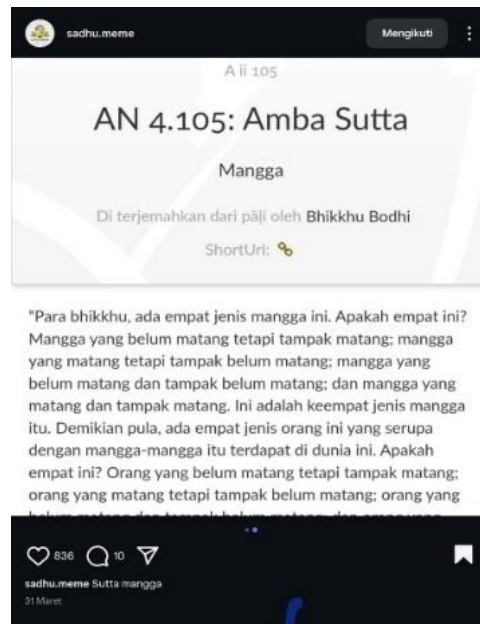 sadhu.meme
Mengikuti
A ii 105
AN 4.105: Amba Sutta
Mangga
Di terjemahkan dari pāḷi oleh Bhikkhu Bodhi
ShortUrl:
"Para bhikkhu, ada empat jenis mangga ini. Apakah empat ini?
Mangga yang belum matang tetapi tampak matang; mangga
yang matang tetapi tampak belum matang; mangga yang
belum matang dan tampak belum matang; dan mangga yang
matang dan tampak matang. Ini adalah keempat jenis mangga
itu. Demikian pula, ada empat jenis orang ini yang serupa
dengan mangga-mangga itu terdapat di dunia ini. Apakah
empat ini? Orang yang belum matang tetapi tampak matang;
orang yang matang tetapi tampak belum matang; orang yang
836
10
sadhu.meme Sutta mangga
31 Maret